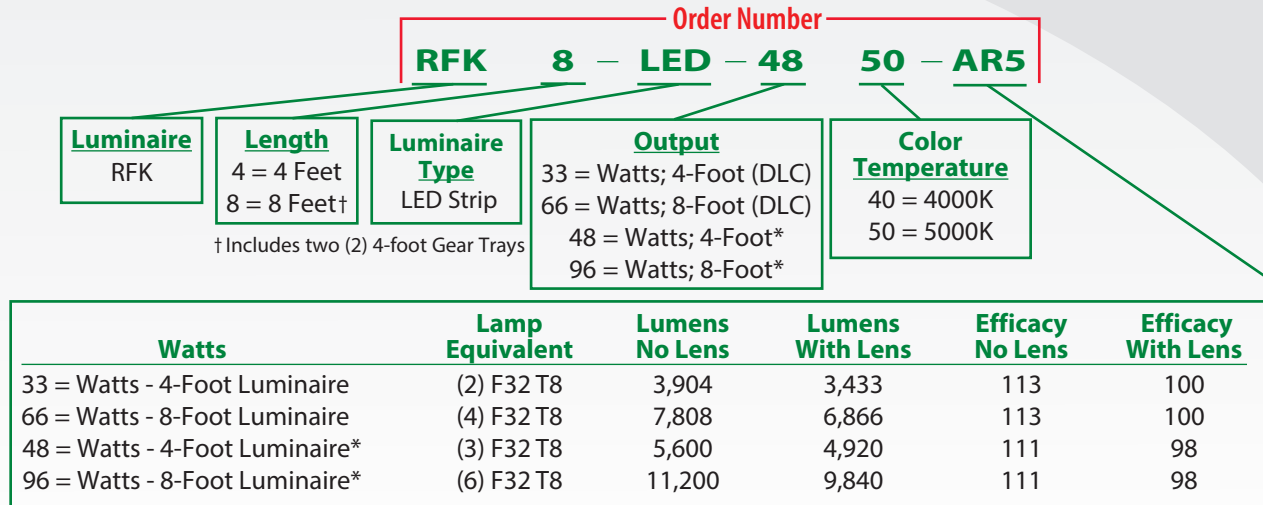 Order Number
RFK 8 – LED – 48 50 – AR5
Luminaire
RFK
Length
4 = 4 Feet
8 = 8 Feet†
† Includes two (2) 4-foot Gear Trays
Luminaire
Type
LED Strip
Output
33 = Watts; 4-Foot (DLC)
66 = Watts; 8-Foot (DLC)
48 = Watts; 4-Foot*
96 = Watts; 8-Foot*
Color
Temperature
40 = 4000K
50 = 5000K
Watts Lamp Equivalent Lumens No Lens Lumens With Lens Efficacy No Lens Efficacy With Lens
33 = Watts - 4-Foot Luminaire (2) F32 T8 3,904 3,433 113 100
66 = Watts - 8-Foot Luminaire (4) F32 T8 7,808 6,866 113 100
48 = Watts - 4-Foot Luminaire* (3) F32 T8 5,600 4,920 111 98
96 = Watts - 8-Foot Luminaire* (6) F32 T8 11,200 9,840 111 98